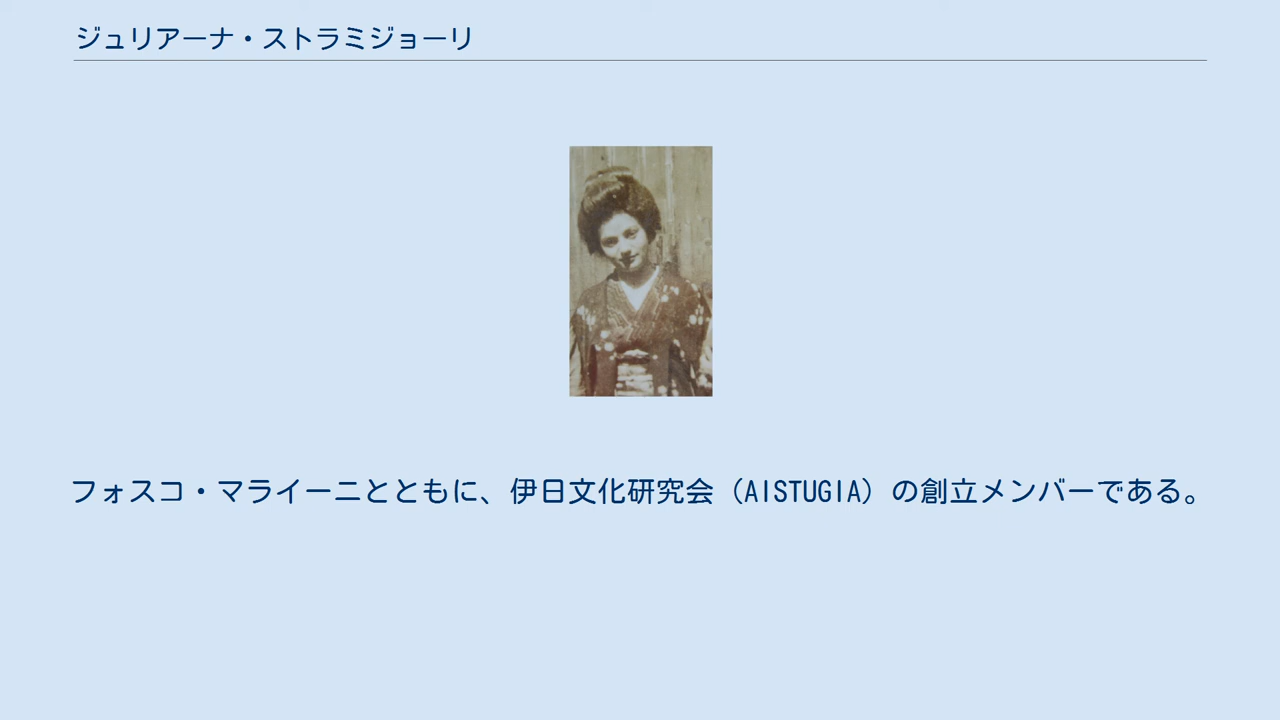 ジュリアーナ・ストラミジョーリ
フォスコ・マライーニとともに、伊日文化研究会（AISTUGIA）の創立メンバーである。